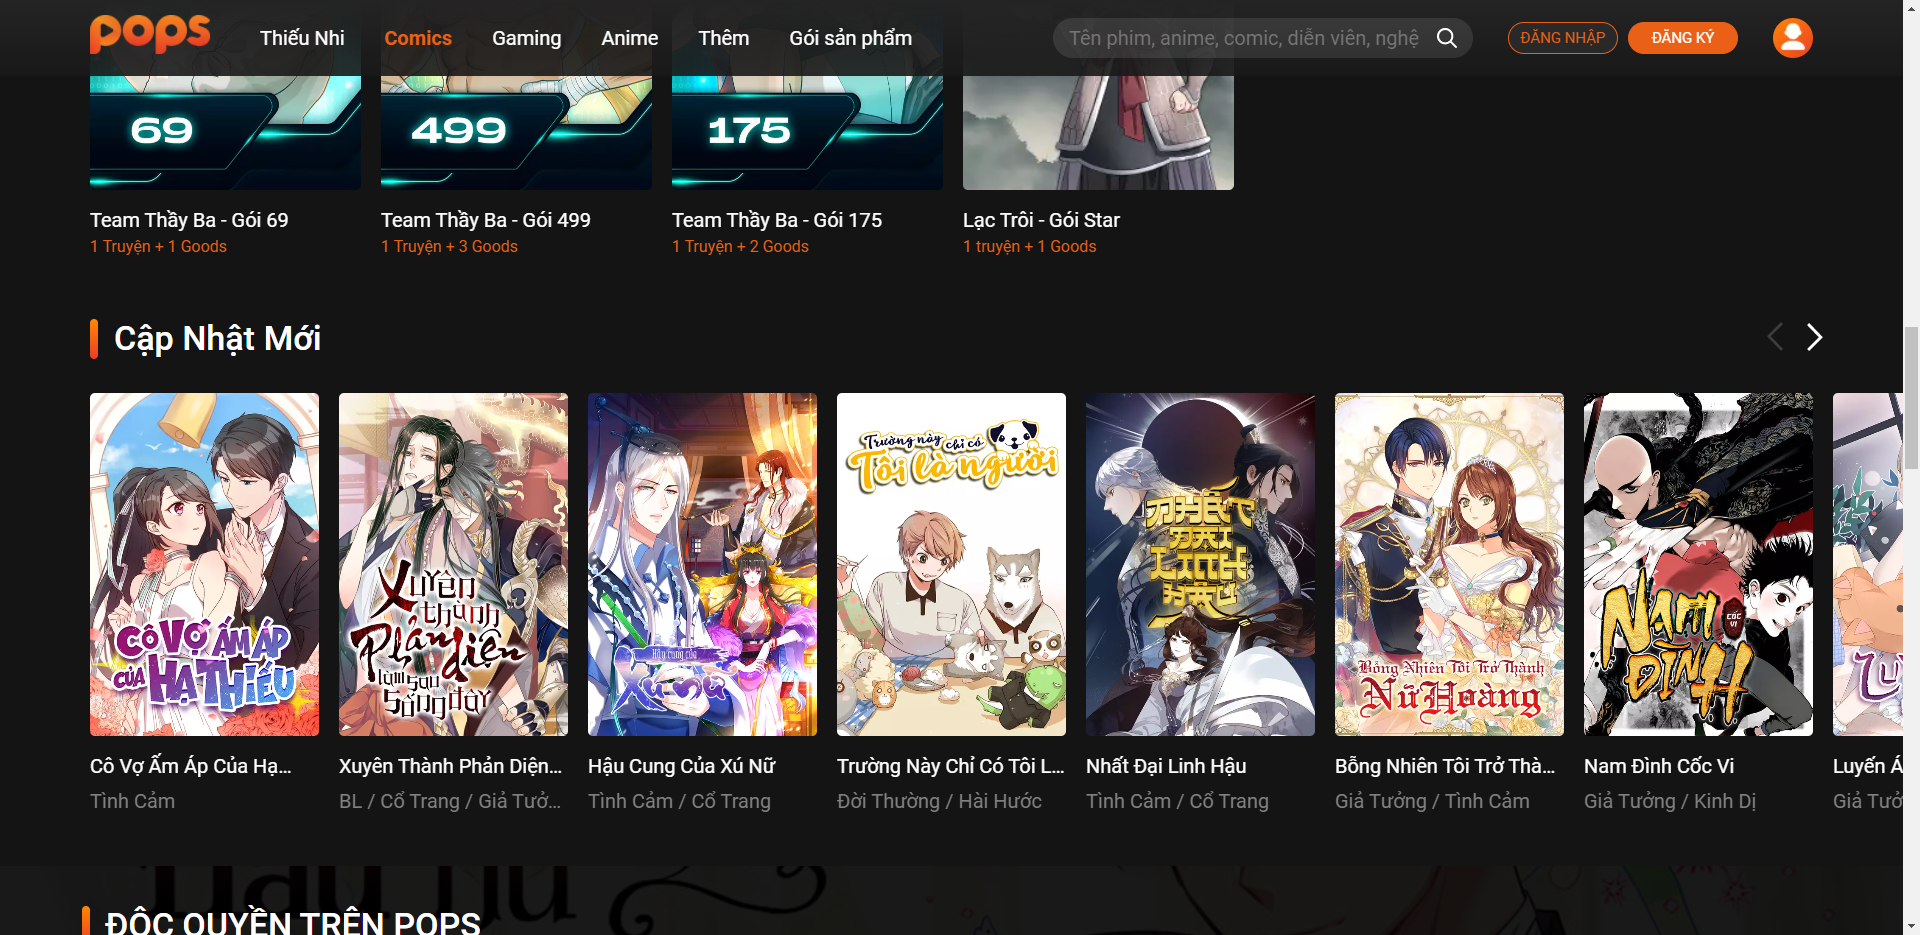 POPS
Thiếu Nhi
Comics
Gaming
Anime
Thêm
Gói sản phẩm
Tên phim, anime, comic, diễn viên, nghệ
ĐĂNG NHẬP
ĐĂNG KÝ
69
499
175
Team Thầy Ba - Gói 69
1 Truyện + 1 Goods
Team Thầy Ba - Gói 499
1 Truyện + 3 Goods
Team Thầy Ba - Gói 175
1 Truyện + 2 Goods
Lạc Trôi - Gói Star
1 truyện + 1 Goods
Cập Nhật Mới
CÔ VỢ ẤM ÁP
CỦA HẠ THIẾU
Xuyên
thành
Phản diện
làm sau
sống đây
Hậu cung của
Xú nữ
Trường này chỉ có
Tôi là người
NHẤT
ĐẠI
LINH
HẬU
Bỗng Nhiên Tôi Trở Thành
Nữ Hoàng
NAM
CỐC
VI
ĐÌNH
Cô Vợ Ấm Áp Của Hạ...
Tình Cảm
Xuyên Thành Phản Diện...
BL / Cổ Trang / Giả Tưở...
Hậu Cung Của Xú Nữ
Tình Cảm / Cổ Trang
Trường Này Chỉ Có Tôi L...
Đời Thường / Hài Hước
Nhất Đại Linh Hậu
Tình Cảm / Cổ Trang
Bỗng Nhiên Tôi Trở Thà...
Giả Tưởng / Tình Cảm
Nam Đình Cốc Vi
Giả Tưởng / Kinh Dị
Luyến Á
Giả Tưở
ĐỘC QUYỀN TRÊN POPS